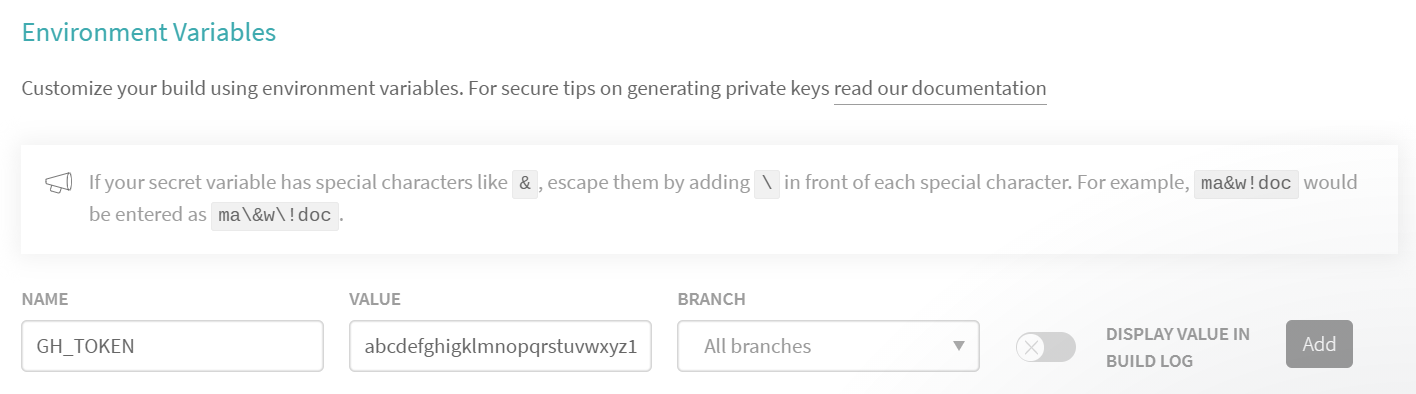 Environment Variables
Customize your build using environment variables. For secure tips on generating private keys read our documentation
If your secret variable has special characters like &, escape them by adding \ in front of each special character. For example, ma&w!doc would
be entered as ma\&w\!doc.
NAME VALUE BRANCH
GH_TOKEN abcdefghigklmnopqrstuvwxyz1 All branches DISPLAY VALUE IN Add
BUILD LOG